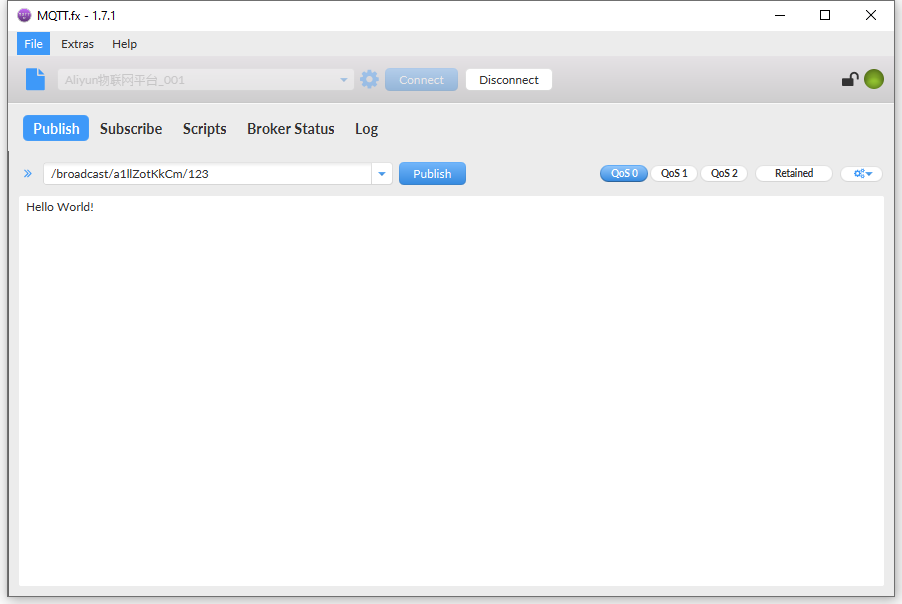 MQTT.fx - 1.7.1
File Extras Help
Aliyun物联网平台_001 Connect Disconnect
Publish Subscribe Scripts Broker Status Log
/broadcast/a1llZotKkCm/123 Publish QoS 0 QoS 1 QoS 2 Retained
Hello World!